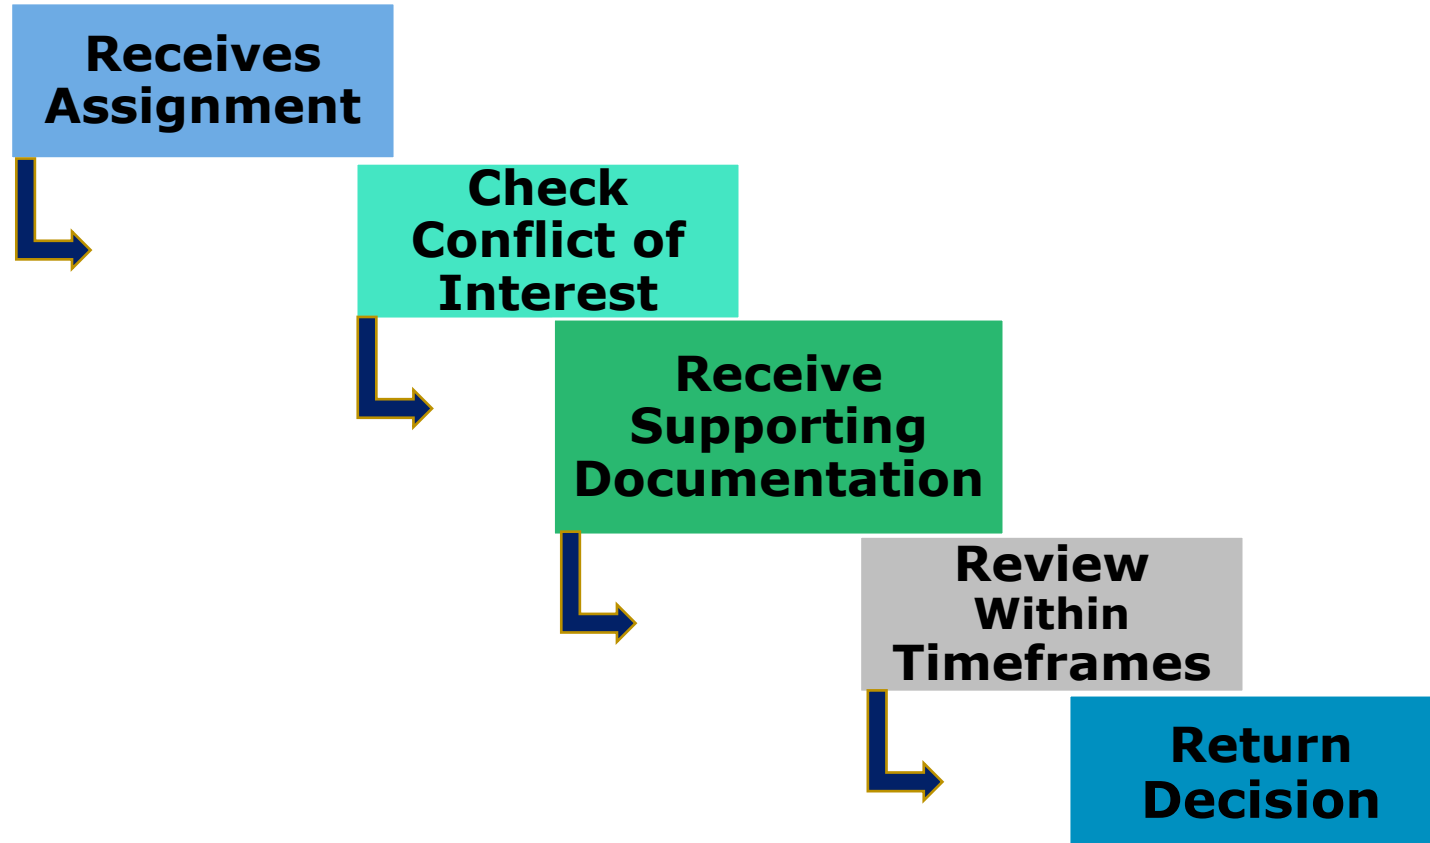 Receives
Assignment
Check
Conflict of
Interest
Receive
Supporting
Documentation
Review
Within
Timeframes
Return
Decision